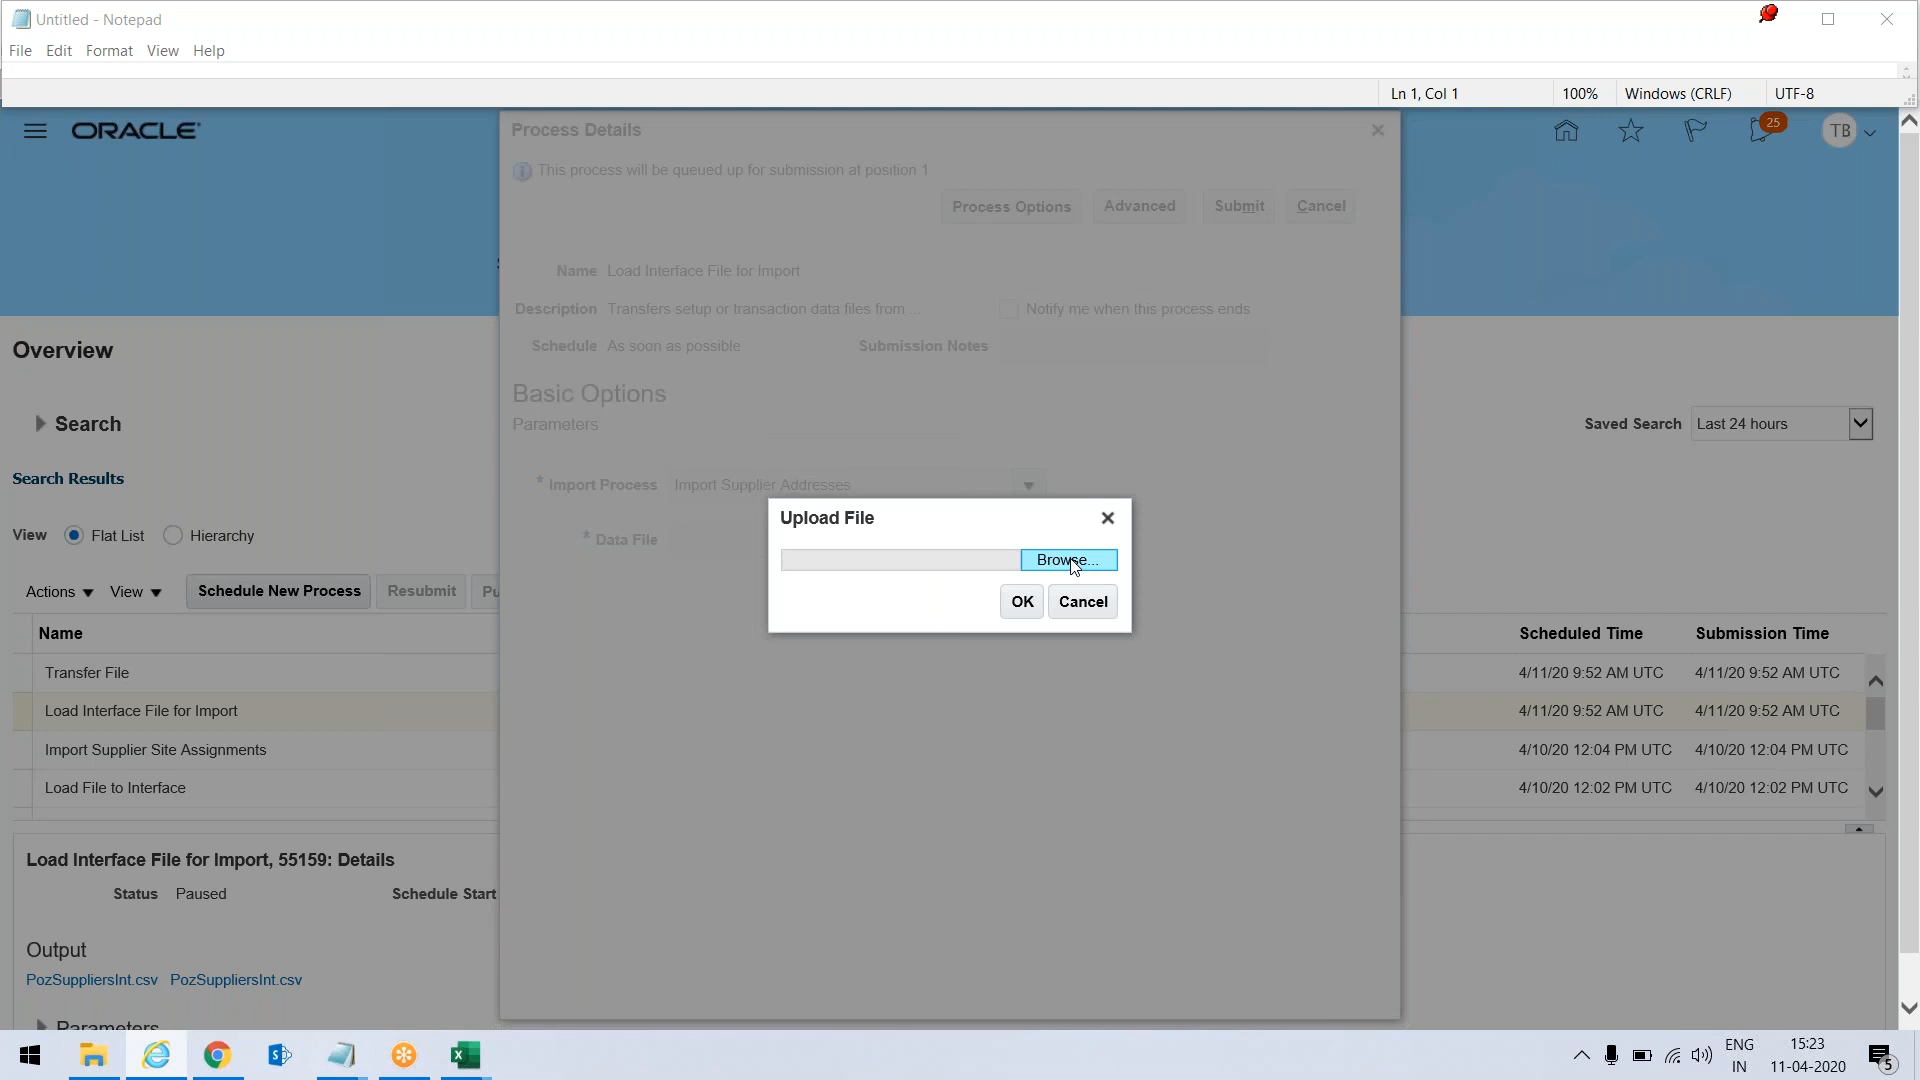 Untitled - Notepad
File Edit Format View Help
Ln 1, Col 1 100% Windows (CRLF) UTF-8
ORACLE
Process Details
25
TB
This process will be queued up for submission at position 1
Process Options Advanced Submit Cancel
Name Load Interface File for Import
Description Transfers setup or transaction data files from ... Notify me when this process ends
Schedule As soon as possible Submission Notes
Overview
Basic Options
Parameters
Search
Saved Search Last 24 hours
Search Results
* Import Process Import Supplier Addresses
Upload File
View Flat List Hierarchy
* Data File
Browse...
OK Cancel
Actions View Schedule New Process Resubmit Pu
Name Scheduled Time Submission Time
Transfer File 4/11/20 9:52 AM UTC 4/11/20 9:52 AM UTC
Load Interface File for Import 4/11/20 9:52 AM UTC 4/11/20 9:52 AM UTC
Import Supplier Site Assignments 4/10/20 12:04 PM UTC 4/10/20 12:04 PM UTC
Load File to Interface 4/10/20 12:02 PM UTC 4/10/20 12:02 PM UTC
Load Interface File for Import, 55159: Details
Status Paused Schedule Start
Output
PozSuppliersInt.csv PozSuppliersInt.csv
Parameters
ENG
IN
15:23
11-04-2020
5